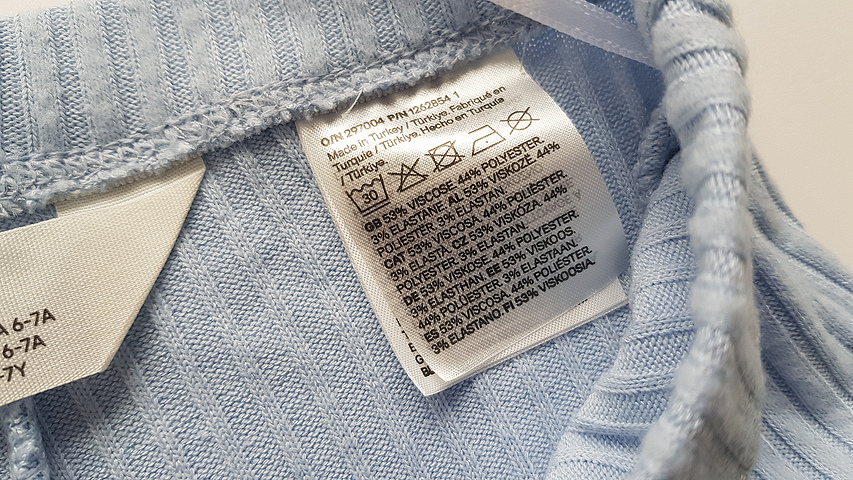 O/N 297004 P/N 1262854 1
Made in Turkey / Türkiye. Fabriqué en
Turquie / Türkiye. Hecho en Turquía
/ Türkiye.
30
GB 53% VISCOSE. 44% POLYESTER.
3% ELASTANE AL 53% VISKOZË. 44%
POLIESTËR 3% ELASTAN.
CAT 53% VISCOSA. 44% POLIÈSTER.
3% ELASTÀ. CZ 53% VISKÓZA. 44%
POLYESTER. 3% ELASTAN.
DE 53% VISKOSE. 44% POLYESTER.
3% ELASTHAN. EE 53% VISKOOS.
44% POLÜESTER. 3% ELASTAAN.
ES 53% VISCOSA. 44% POLIÉSTER.
3% ELASTANO. FI 53% VISKOOSIA.
A 6-7A
6-7A
-7Y